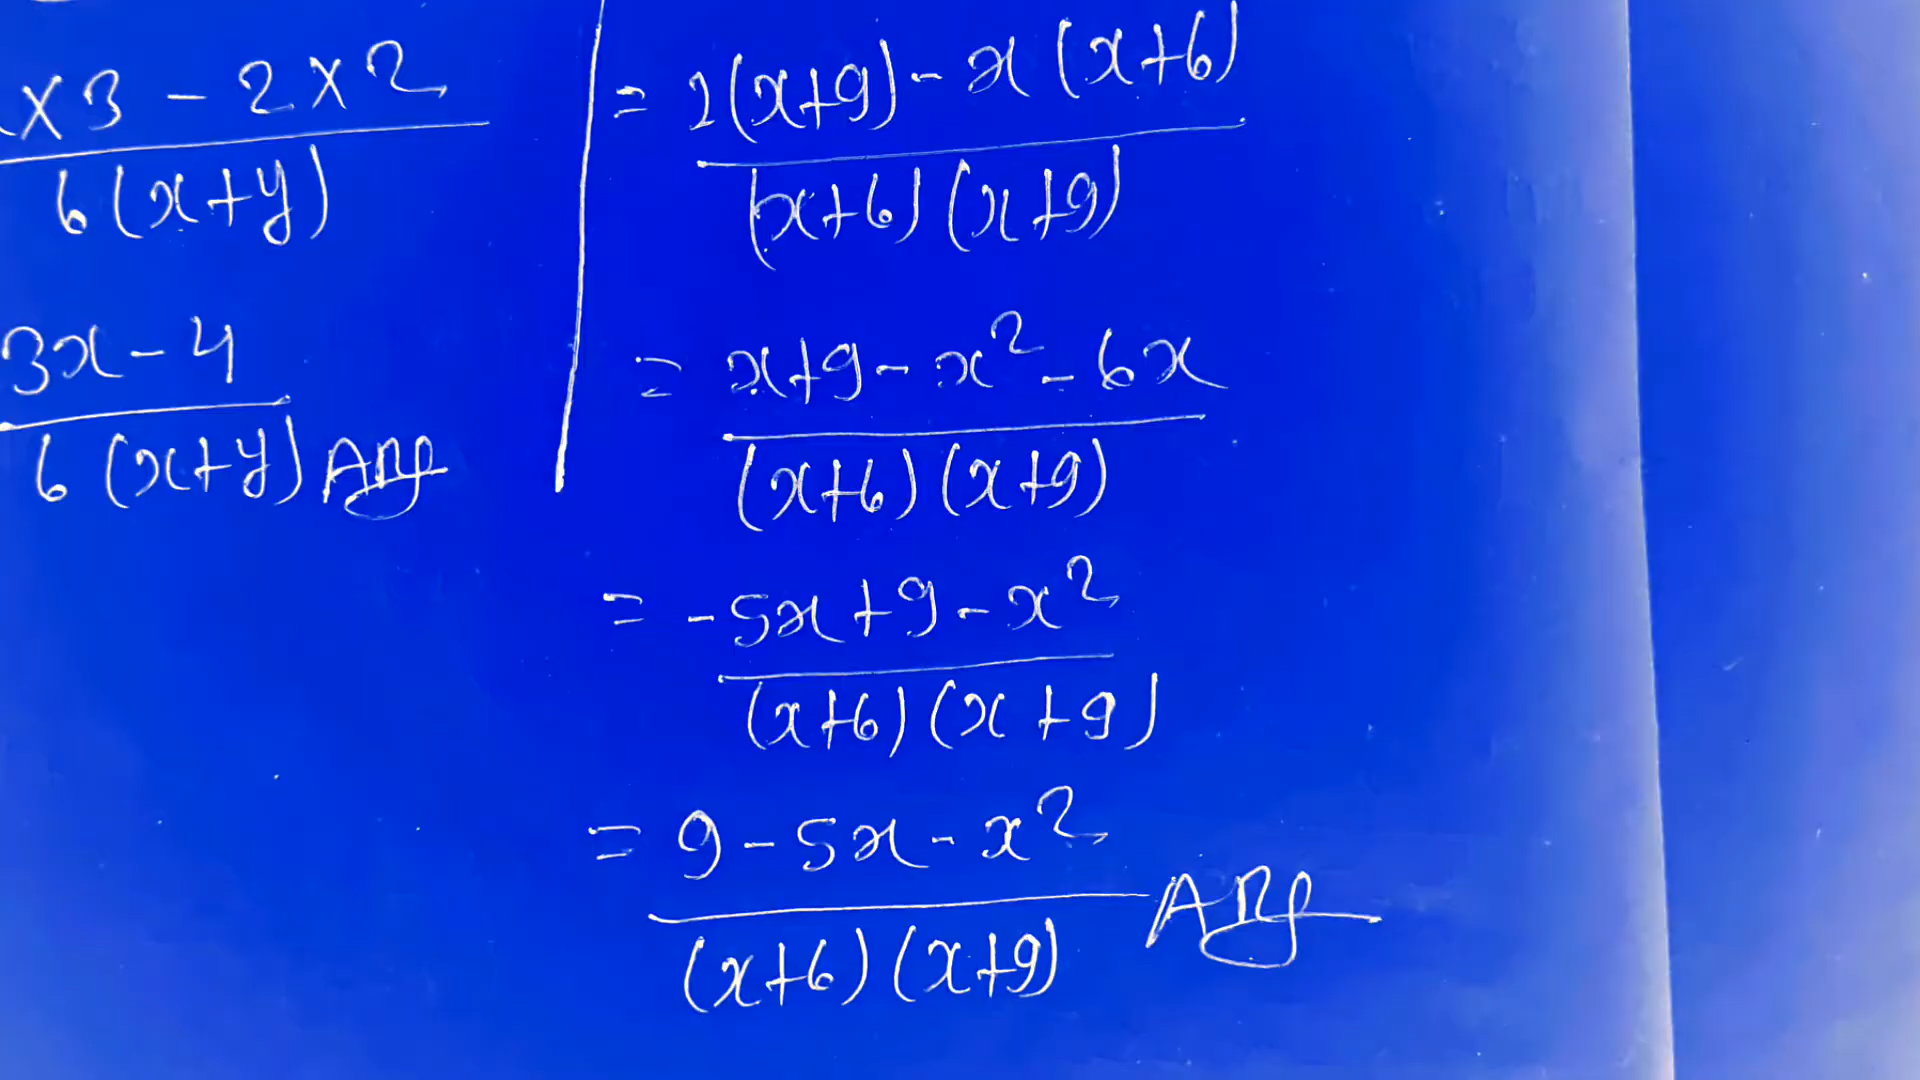 x3 - 2x2
6(x+y)
3x-4
6(x+y) Ans
= 1(x+9)- x(x+6)
(x+6)(x+9)
= x+9-x²-6x
(x+6)(x+9)
= -5x+9-x²
(x+6)(x+9)
= 9-5x-x²
(x+6)(x+9) Ans